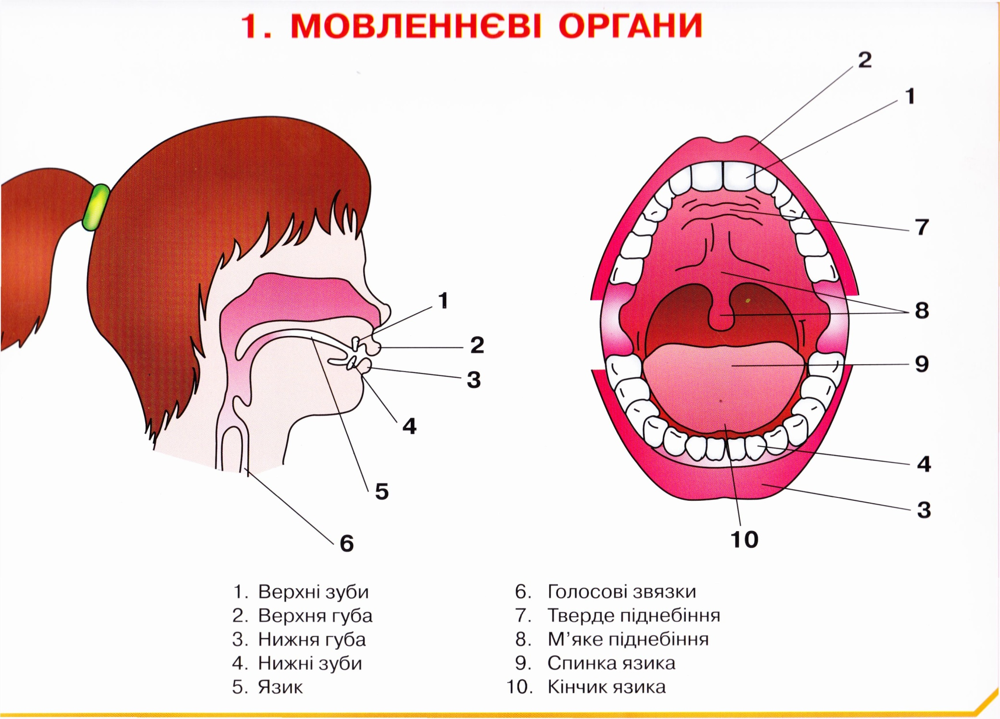 1. МОВЛЕННЄВІ ОРГАНИ
2
1
7
8
9
4
3
10
1
2
3
4
5
6
1. Верхні зуби
2. Верхня губа
3. Нижня губа
4. Нижні зуби
5. Язик
6. Голосові звязки
7. Тверде піднебіння
8. М’яке піднебіння
9. Спинка язика
10. Кінчик язика